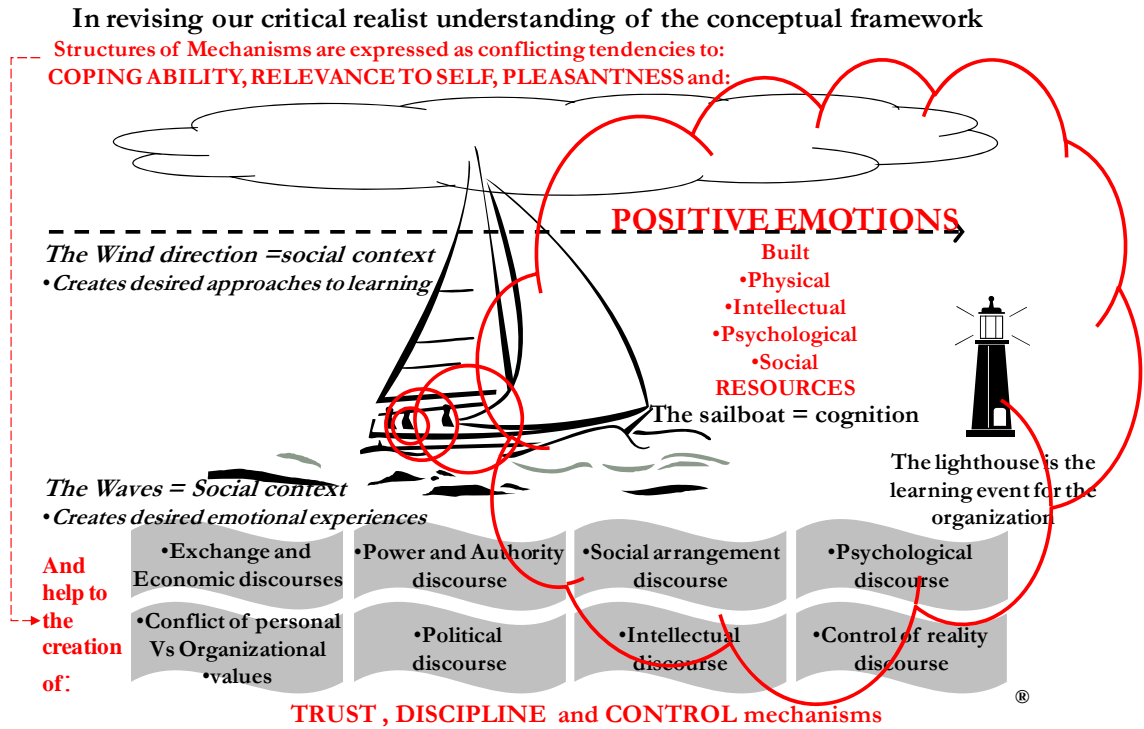 In revising our critical realist understanding of the conceptual framework
Structures of Mechanisms are expressed as conflicting tendencies to:
COPING ABILITY, RELEVANCE TO SELF, PLEASANTNESS and:
POSITIVE EMOTIONS
The Wind direction =social context
•Creates desired approaches to learning
Built
•Physical
•Intellectual
•Psychological
•Social
RESOURCES
The sailboat = cognition
The lighthouse is the
learning event for the
organization
The Waves = Social context
•Creates desired emotional experiences
And
help to
the
creation
of:
•Exchange and
Economic discourses
•Power and Authority
discourse
•Social arrangement
discourse
•Psychological
discourse
•Conflict of personal
Vs Organizational
•values
•Political
discourse
•Intellectual
discourse
•Control of reality
discourse
®
TRUST , DISCIPLINE and CONTROL mechanisms